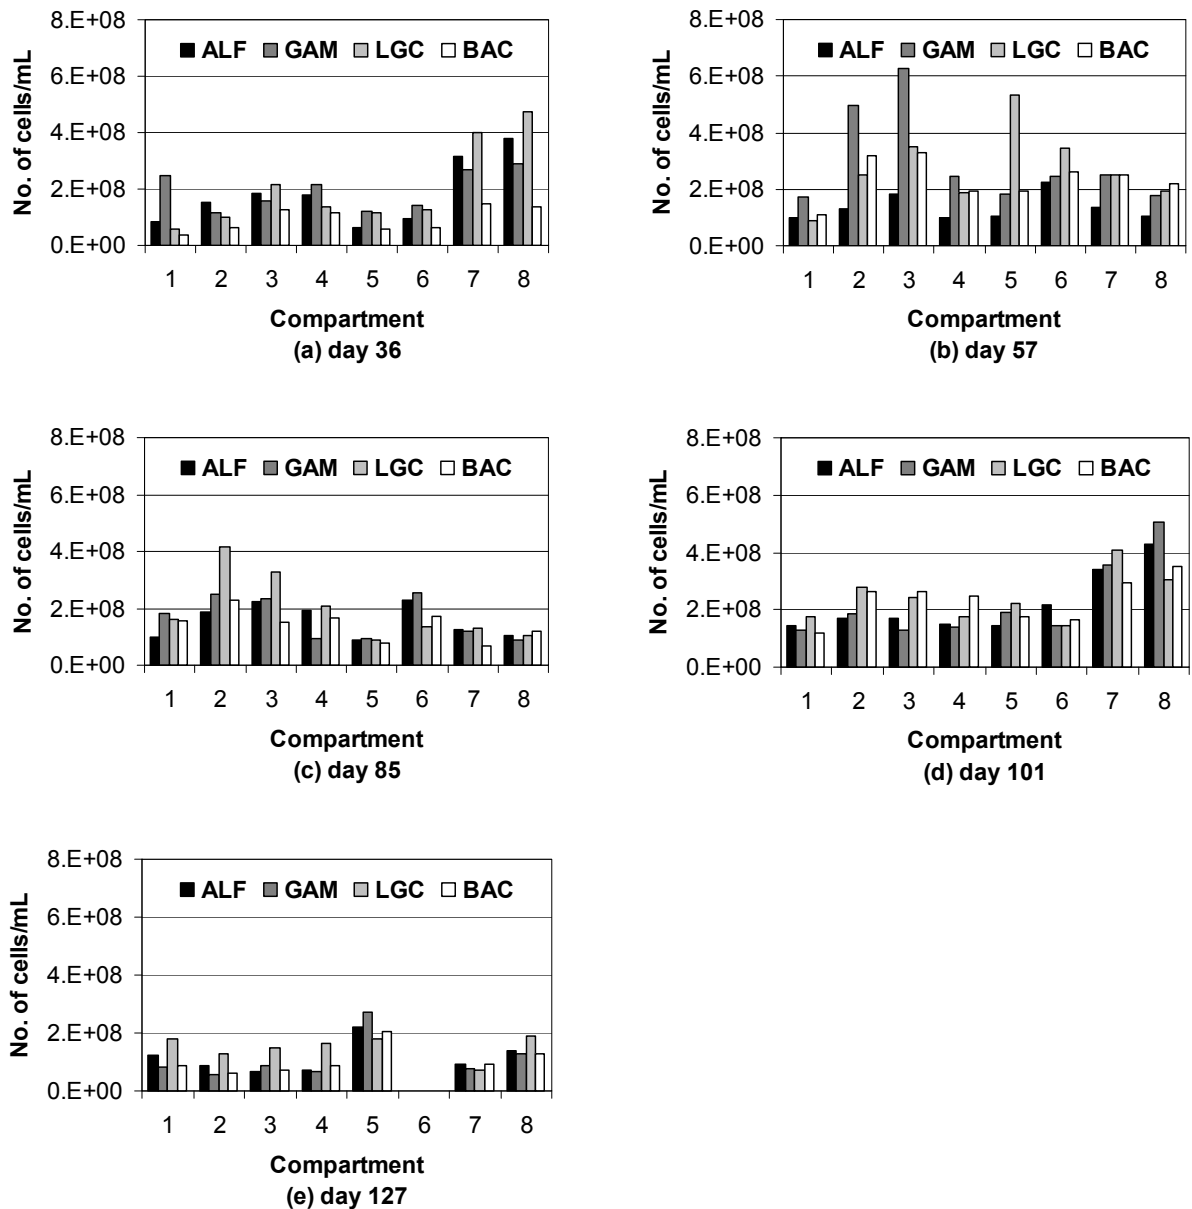 8.E+08
6.E+08
4.E+08
2.E+08
0.E+00
No. of cells/mL
ALF GAM LGC BAC
1 2 3 4 5 6 7 8
Compartment
(a) day 36
8.E+08
6.E+08
4.E+08
2.E+08
0.E+00
No. of cells/mL
ALF GAM LGC BAC
1 2 3 4 5 6 7 8
Compartment
(b) day 57
8.E+08
6.E+08
4.E+08
2.E+08
0.E+00
No. of cells/mL
ALF GAM LGC BAC
1 2 3 4 5 6 7 8
Compartment
(c) day 85
8.E+08
6.E+08
4.E+08
2.E+08
0.E+00
No. of cells/mL
ALF GAM LGC BAC
1 2 3 4 5 6 7 8
Compartment
(d) day 101
8.E+08
6.E+08
4.E+08
2.E+08
0.E+00
No. of cells/mL
ALF GAM LGC BAC
1 2 3 4 5 6 7 8
Compartment
(e) day 127